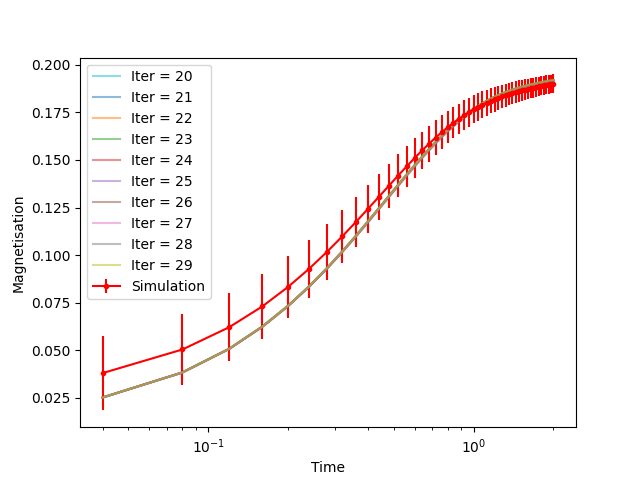 0.200
0.175
0.150
0.125
0.100
0.075
0.050
0.025
Magnetisation
Iter = 20
Iter = 21
Iter = 22
Iter = 23
Iter = 24
Iter = 25
Iter = 26
Iter = 27
Iter = 28
Iter = 29
Simulation
10⁻¹ 10⁰
Time